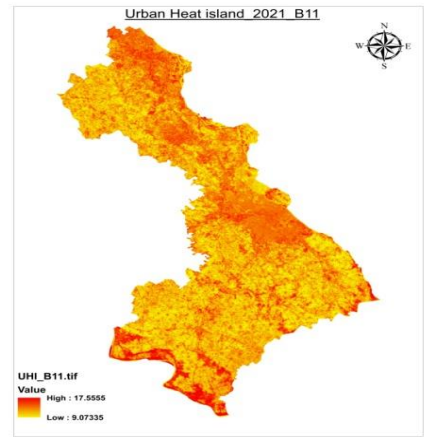 Urban Heat island_2021_B11
N
W E
S
UHI_B11.tif
Value
High : 17.5555
Low : 9.07335